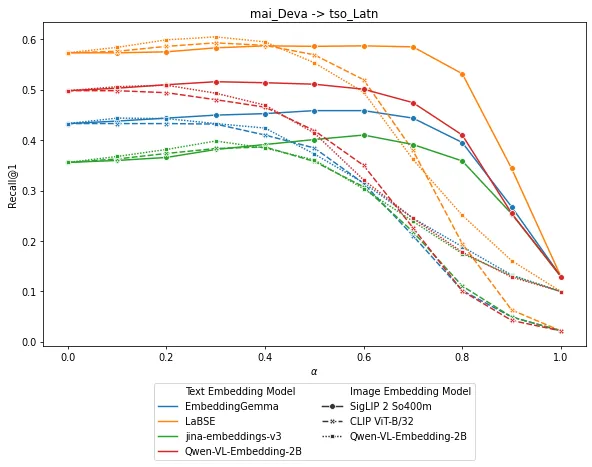 mai_Deva -> tso_Latn
Recall@1
0.6
0.5
0.4
0.3
0.2
0.1
0.0
0.0 0.2 0.4 0.6 0.8 1.0
α
Text Embedding Model
EmbeddingGemma
LaBSE
jina-embeddings-v3
Qwen-VL-Embedding-2B
Image Embedding Model
SigLIP 2 So400m
CLIP ViT-B/32
Qwen-VL-Embedding-2B